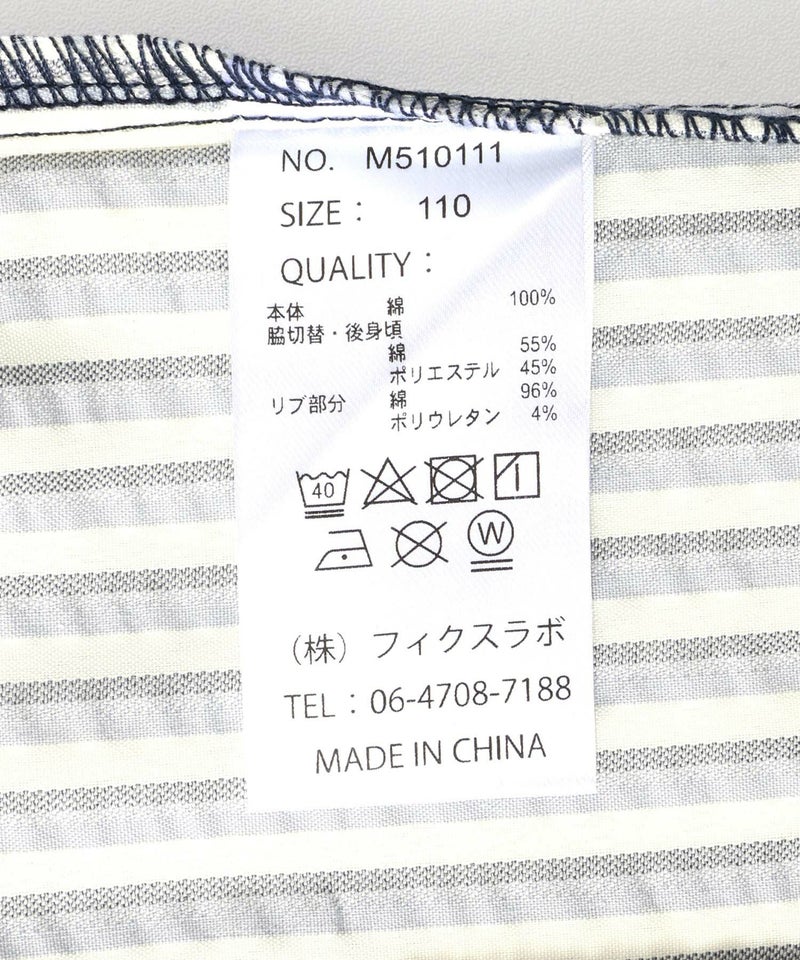 NO. M510111
SIZE： 110
QUALITY：
本体 綿 100%
脇切替・後身頃
綿 55%
ポリエステル 45%
リブ部分 綿 96%
ポリウレタン 4%
40
W
（株）フィクスラボ
TEL：06-4708-7188
MADE IN CHINA